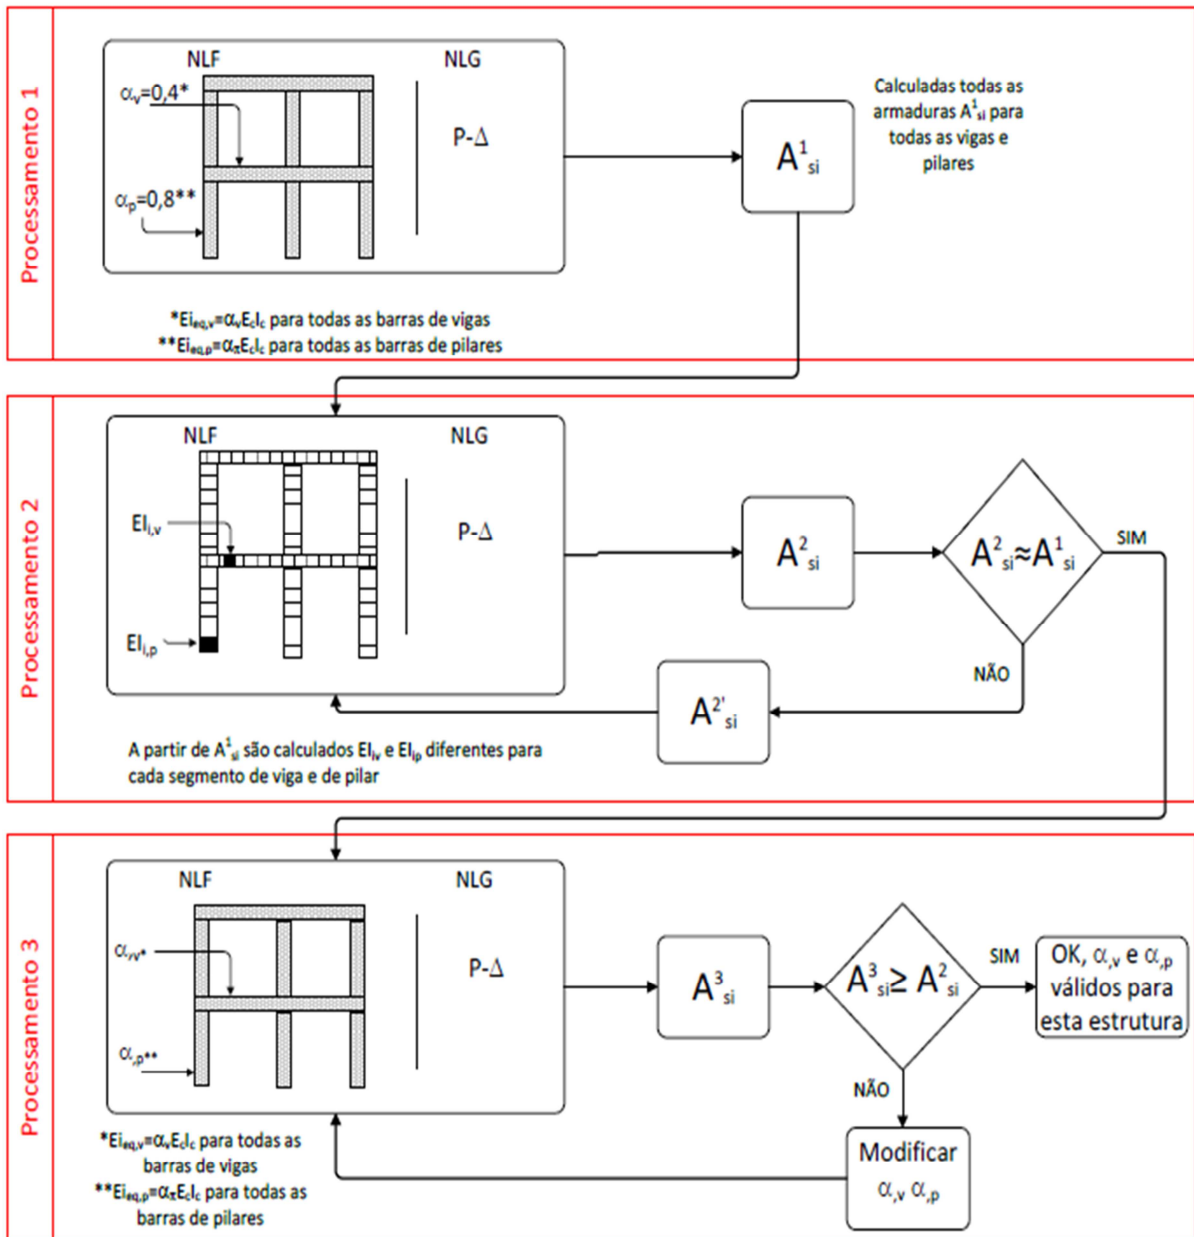 Processamento 1
NLF
NLG
αv=0,4*
P-Δ
αp=0,8**
A¹si
Calculadas todas as
armaduras A¹si para
todas as vigas e
pilares
*Eieq,v=αvEcIc para todas as barras de vigas
**Eieq,p=απEcIc para todas as barras de pilares
Processamento 2
NLF
NLG
EIi,v
P-Δ
EIi,p
A²si
A²si≈A¹si
SIM
NÃO
A²'si
A partir de A¹si são calculados EIiv e EIip diferentes para
cada segmento de viga e de pilar
Processamento 3
NLF
NLG
α,v*
P-Δ
α,p**
A³si
A³si≥ A²si
SIM
OK, α,v e α,p
válidos para
esta estrutura
NÃO
Modificar
α,v α,p
*Eieq,v=αvEcIc para todas as
barras de vigas
**Eieq,p=απEcIc para todas as
barras de pilares